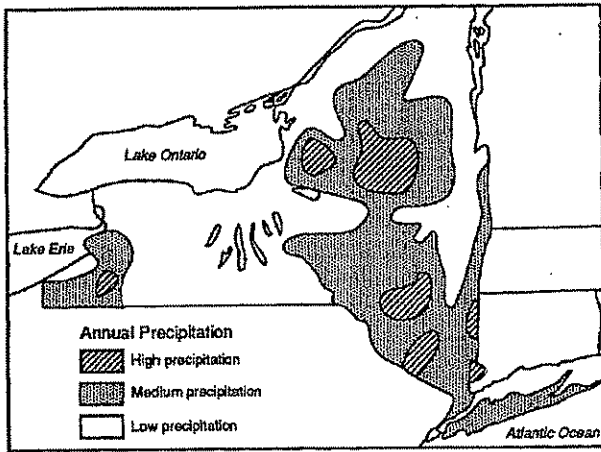 Lake Ontario
Lake Erie
Annual Precipitation
High precipitation
Medium precipitation
Low precipitation
Atlantic Ocean